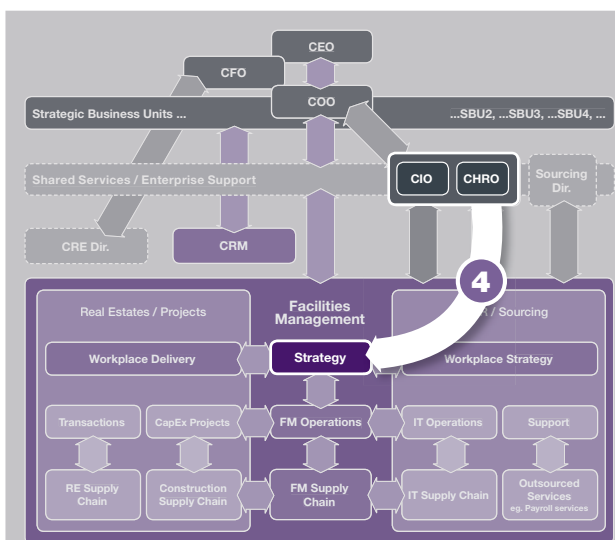 CEO
CFO
COO
Strategic Business Units ...
...SBU2, ...SBU3, ...SBU4, ...
Shared Services / Enterprise Support
CIO
CHRO
Sourcing
Dir.
CRE Dir.
CRM
4
Real Estates / Projects
Facilities
Management
/ Sourcing
Workplace Delivery
Strategy
Workplace Strategy
Transactions
CapEx Projects
FM Operations
IT Operations
Support
RE Supply
Chain
Construction
Supply Chain
FM Supply
Chain
IT Supply Chain
Outsourced
Services
eg. Payroll services